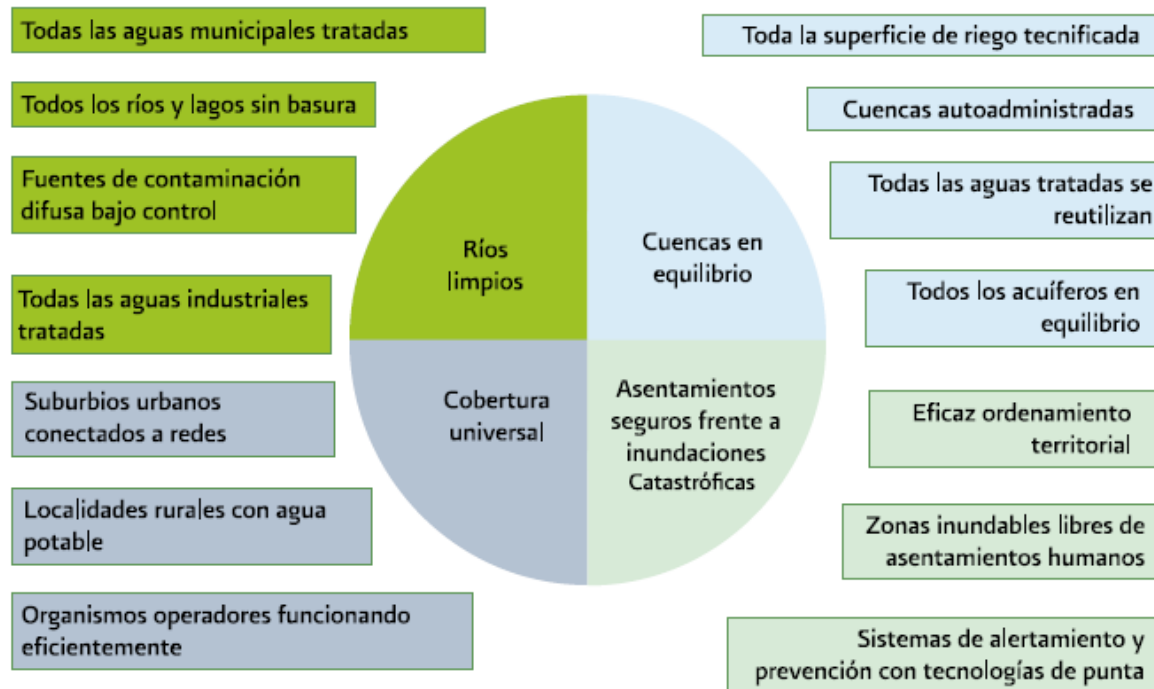 Todas las aguas municipales tratadas
Todos los ríos y lagos sin basura
Fuentes de contaminación
difusa bajo control
Todas las aguas industriales
tratadas
Suburbios urbanos
conectados a redes
Localidades rurales con agua
potable
Organismos operadores funcionando
eficientemente
Ríos
limpios
Cuencas en
equilibrio
Cobertura
universal
Asentamientos
seguros frente a
inundaciones
Catastróficas
Toda la superficie de riego tecnificada
Cuencas autoadministradas
Todas las aguas tratadas se
reutilizan
Todos los acuíferos en
equilibrio
Eficaz ordenamiento
territorial
Zonas inundables libres de
asentamientos humanos
Sistemas de alertamiento y
prevención con tecnologías de punta